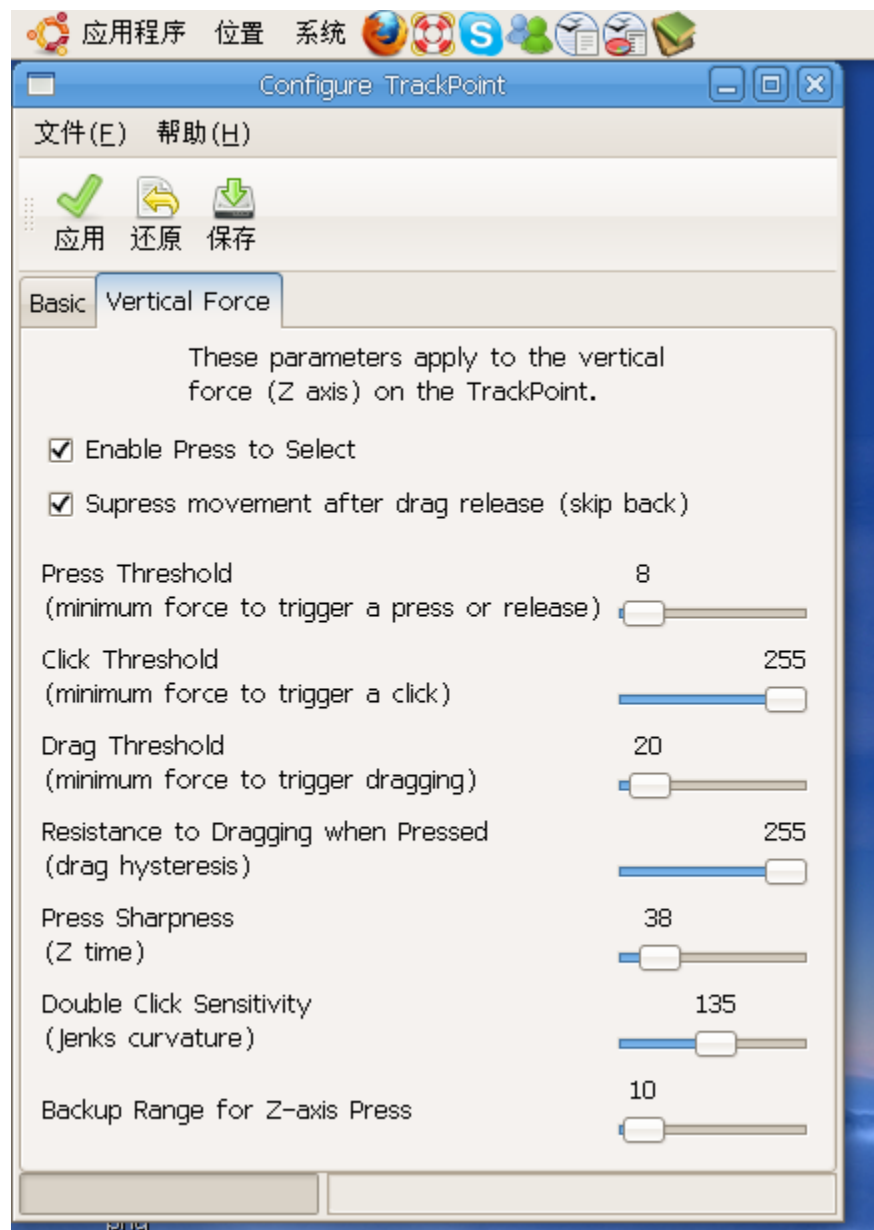 应用程序 位置 系统
Configure TrackPoint
文件(F) 帮助(H)
应用 还原 保存
Basic Vertical Force
These parameters apply to the vertical
force (Z axis) on the TrackPoint.
Enable Press to Select
Supress movement after drag release (skip back)
Press Threshold 8
(minimum force to trigger a press or release)
Click Threshold 255
(minimum force to trigger a click)
Drag Threshold 20
(minimum force to trigger dragging)
Resistance to Dragging when Pressed 255
(drag hysteresis)
Press Sharpness 38
(Z time)
Double Click Sensitivity 135
(Jenks curvature)
10
Backup Range for Z-axis Press